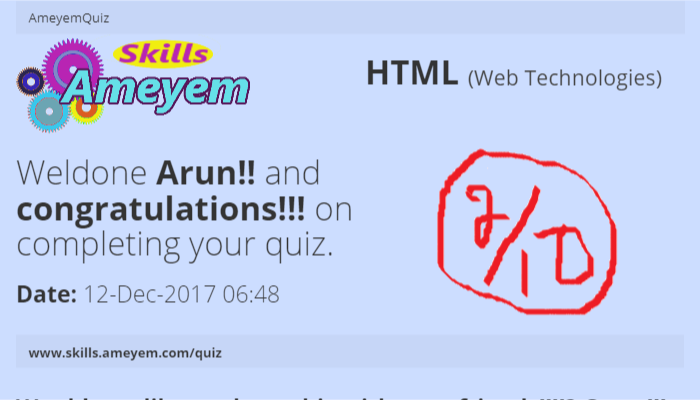 AmeyemQuiz
Skills
Ameyem
HTML (Web Technologies)
Weldone Arun!! and
congratulations!!! on
completing your quiz.
2/10
Date: 12-Dec-2017 06:48
www.skills.ameyem.com/quiz